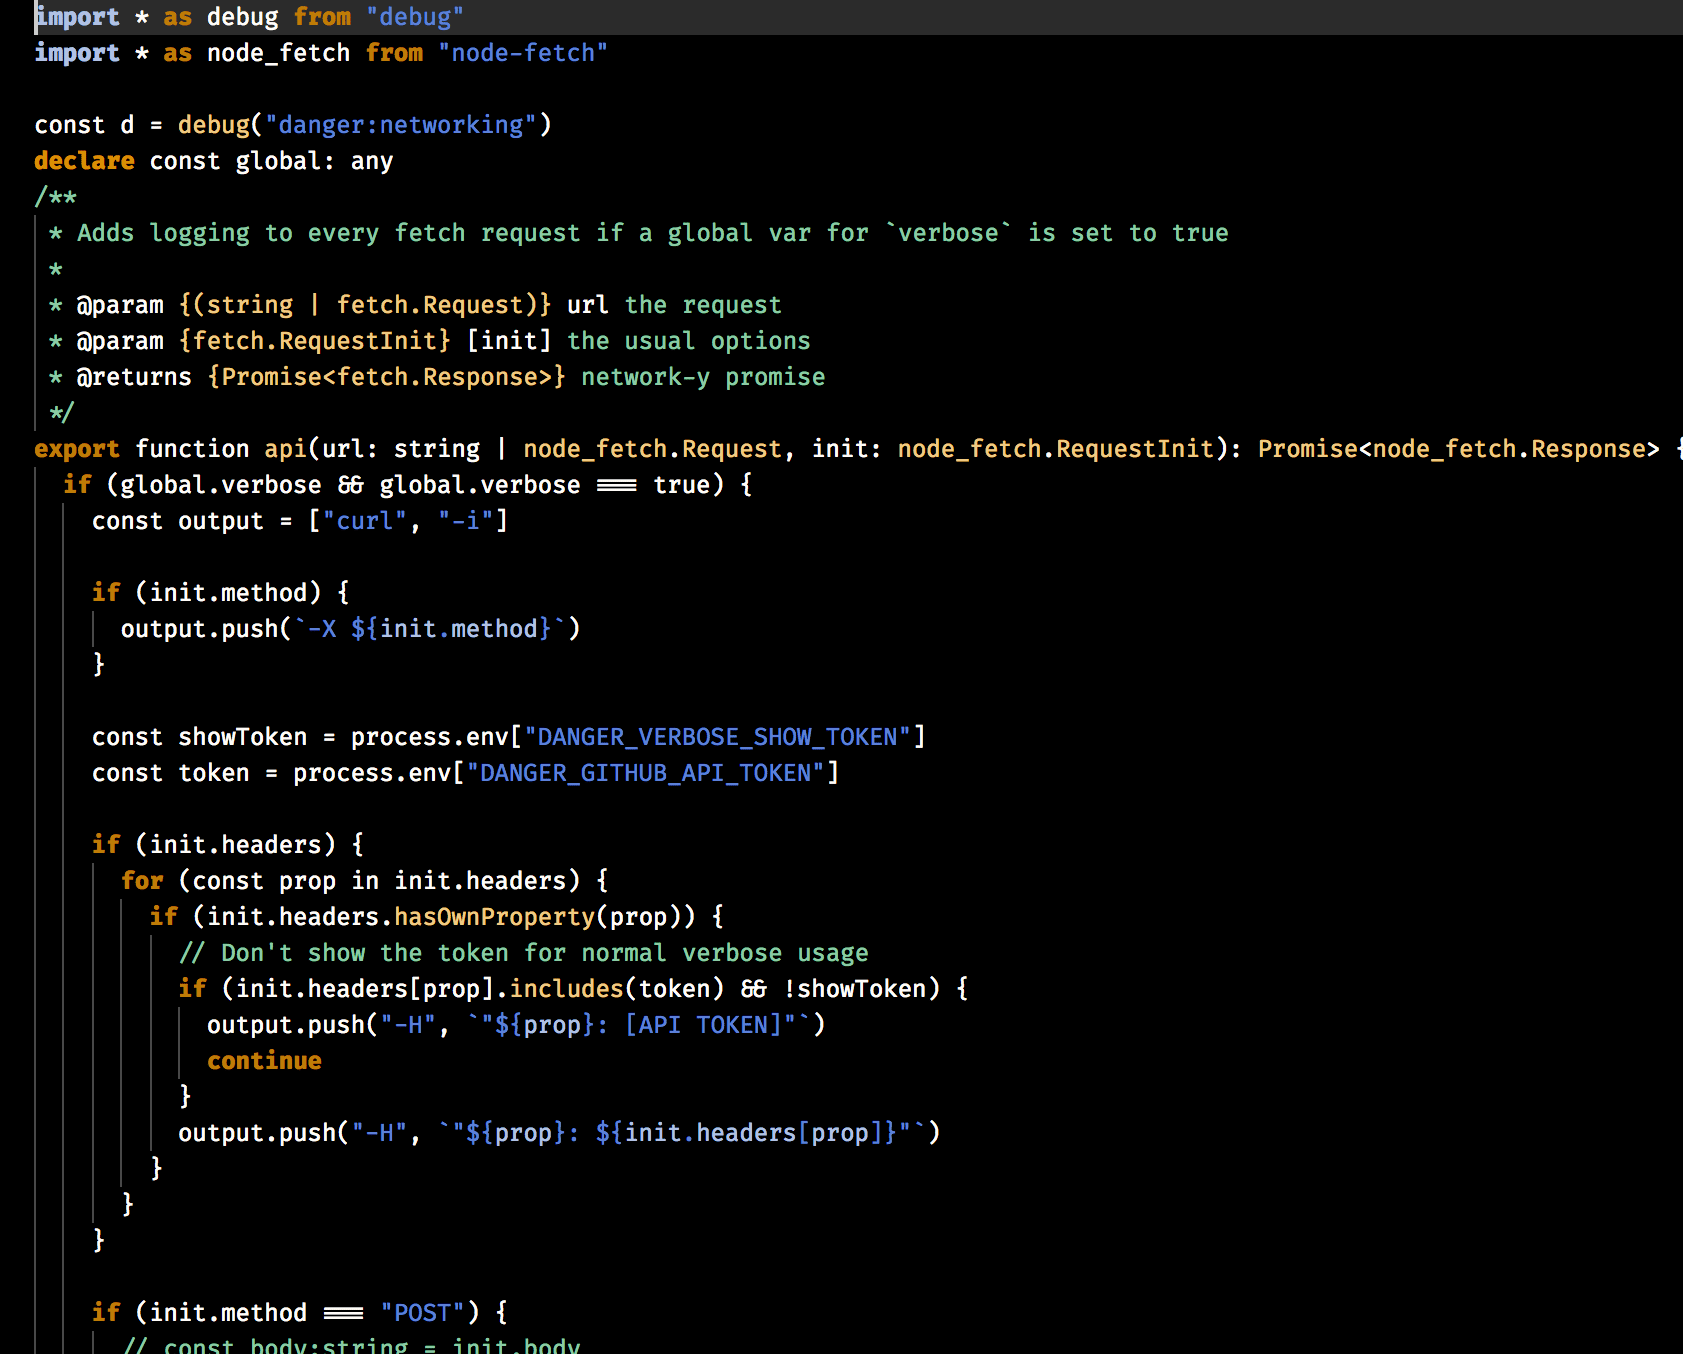 import * as debug from "debug"
import * as node_fetch from "node-fetch"

const d = debug("danger:networking")
declare const global: any
/**
 * Adds logging to every fetch request if a global var for `verbose` is set to true
 *
 * @param {(string | fetch.Request)} url the request
 * @param {fetch.RequestInit} [init] the usual options
 * @returns {Promise<fetch.Response>} network-y promise
 */
export function api(url: string | node_fetch.Request, init: node_fetch.RequestInit): Promise<node_fetch.Response> {
  if (global.verbose && global.verbose === true) {
    const output = ["curl", "-i"]

    if (init.method) {
      output.push(`-X ${init.method}`)
    }

    const showToken = process.env["DANGER_VERBOSE_SHOW_TOKEN"]
    const token = process.env["DANGER_GITHUB_API_TOKEN"]

    if (init.headers) {
      for (const prop in init.headers) {
        if (init.headers.hasOwnProperty(prop)) {
          // Don't show the token for normal verbose usage
          if (init.headers[prop].includes(token) && !showToken) {
            output.push("-H", `"${prop}: [API TOKEN]"`)
            continue
          }
          output.push("-H", `"${prop}: ${init.headers[prop]}"`)
        }
      }
    }

    if (init.method === "POST") {
      // const body:string = init.body